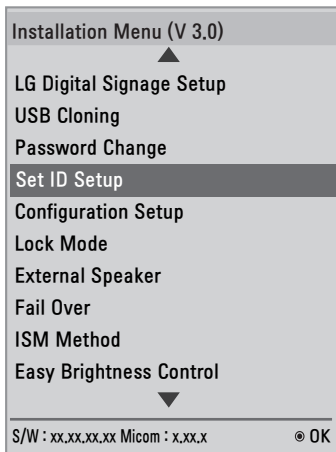 Installation Menu (V 3.0)
LG Digital Signage Setup
USB Cloning
Password Change
Set ID Setup
Configuration Setup
Lock Mode
External Speaker
Fail Over
ISM Method
Easy Brightness Control
S/W : xx.xx.xx.xx Micom : x.xx.x ⦿ OK